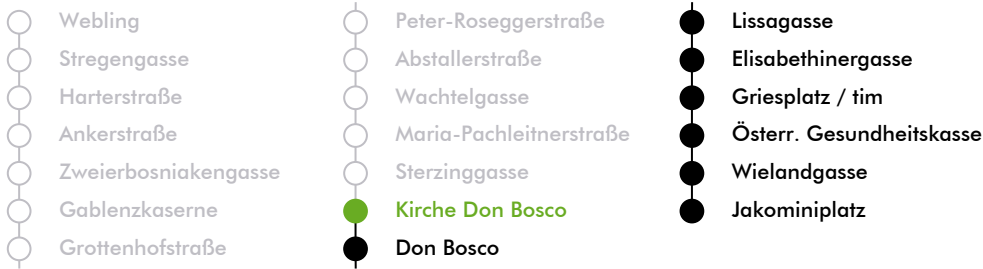 Webling
Stregengasse
Harterstraße
Ankerstraße
Zweierbosniakengasse
Gablenzkaserne
Grottenhofstraße
Peter-Roseggerstraße
Abstallerstraße
Wachtelgasse
Maria-Pachleitnerstraße
Sterzinggasse
Kirche Don Bosco
Don Bosco
Lissagasse
Elisabethinergasse
Griesplatz / tim
Österr. Gesundheitskasse
Wielandgasse
Jakominiplatz